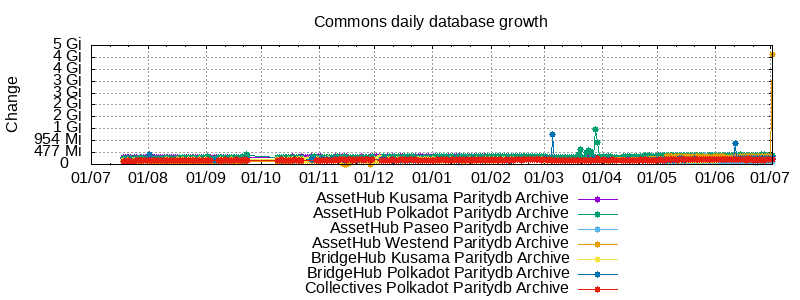 Commons daily database growth
Change
5 Gi
4 Gi
4 Gi
3 Gi
2 Gi
2 Gi
1 Gi
1 Gi
954 Mi
477 Mi
0
01/07 01/08 01/09 01/10 01/11 01/12 01/01 01/02 01/03 01/04 01/05 01/06 01/07
AssetHub Kusama Paritydb Archive
AssetHub Polkadot Paritydb Archive
AssetHub Paseo Paritydb Archive
AssetHub Westend Paritydb Archive
BridgeHub Kusama Paritydb Archive
BridgeHub Polkadot Paritydb Archive
Collectives Polkadot Paritydb Archive